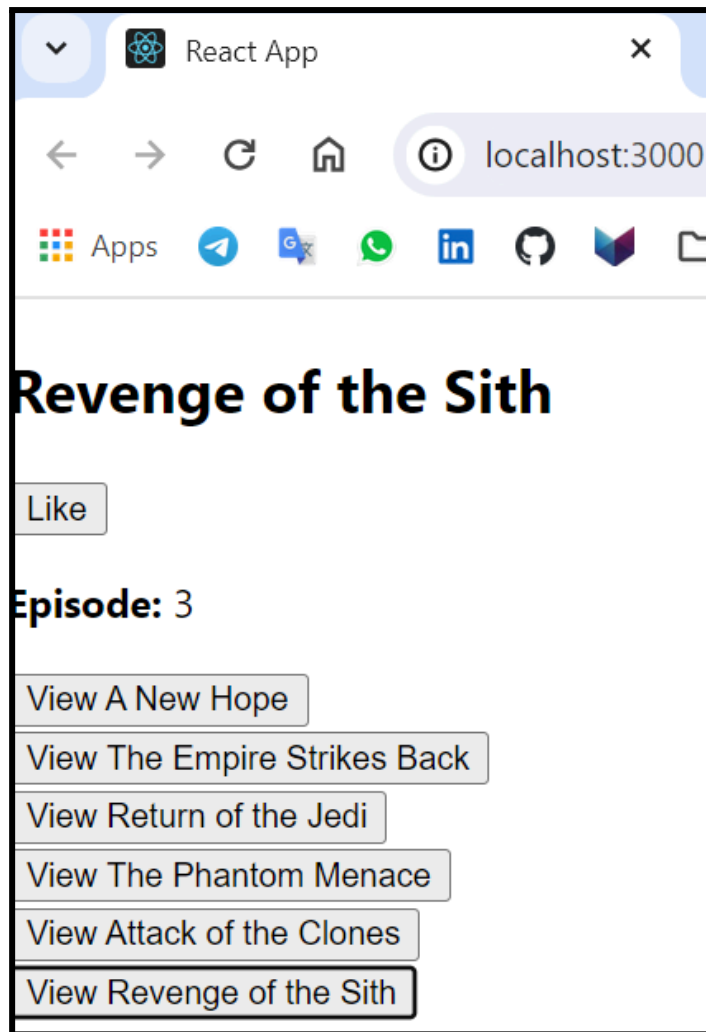 React App
localhost:3000
Apps
Revenge of the Sith
Like
Episode: 3
View A New Hope
View The Empire Strikes Back
View Return of the Jedi
View The Phantom Menace
View Attack of the Clones
View Revenge of the Sith